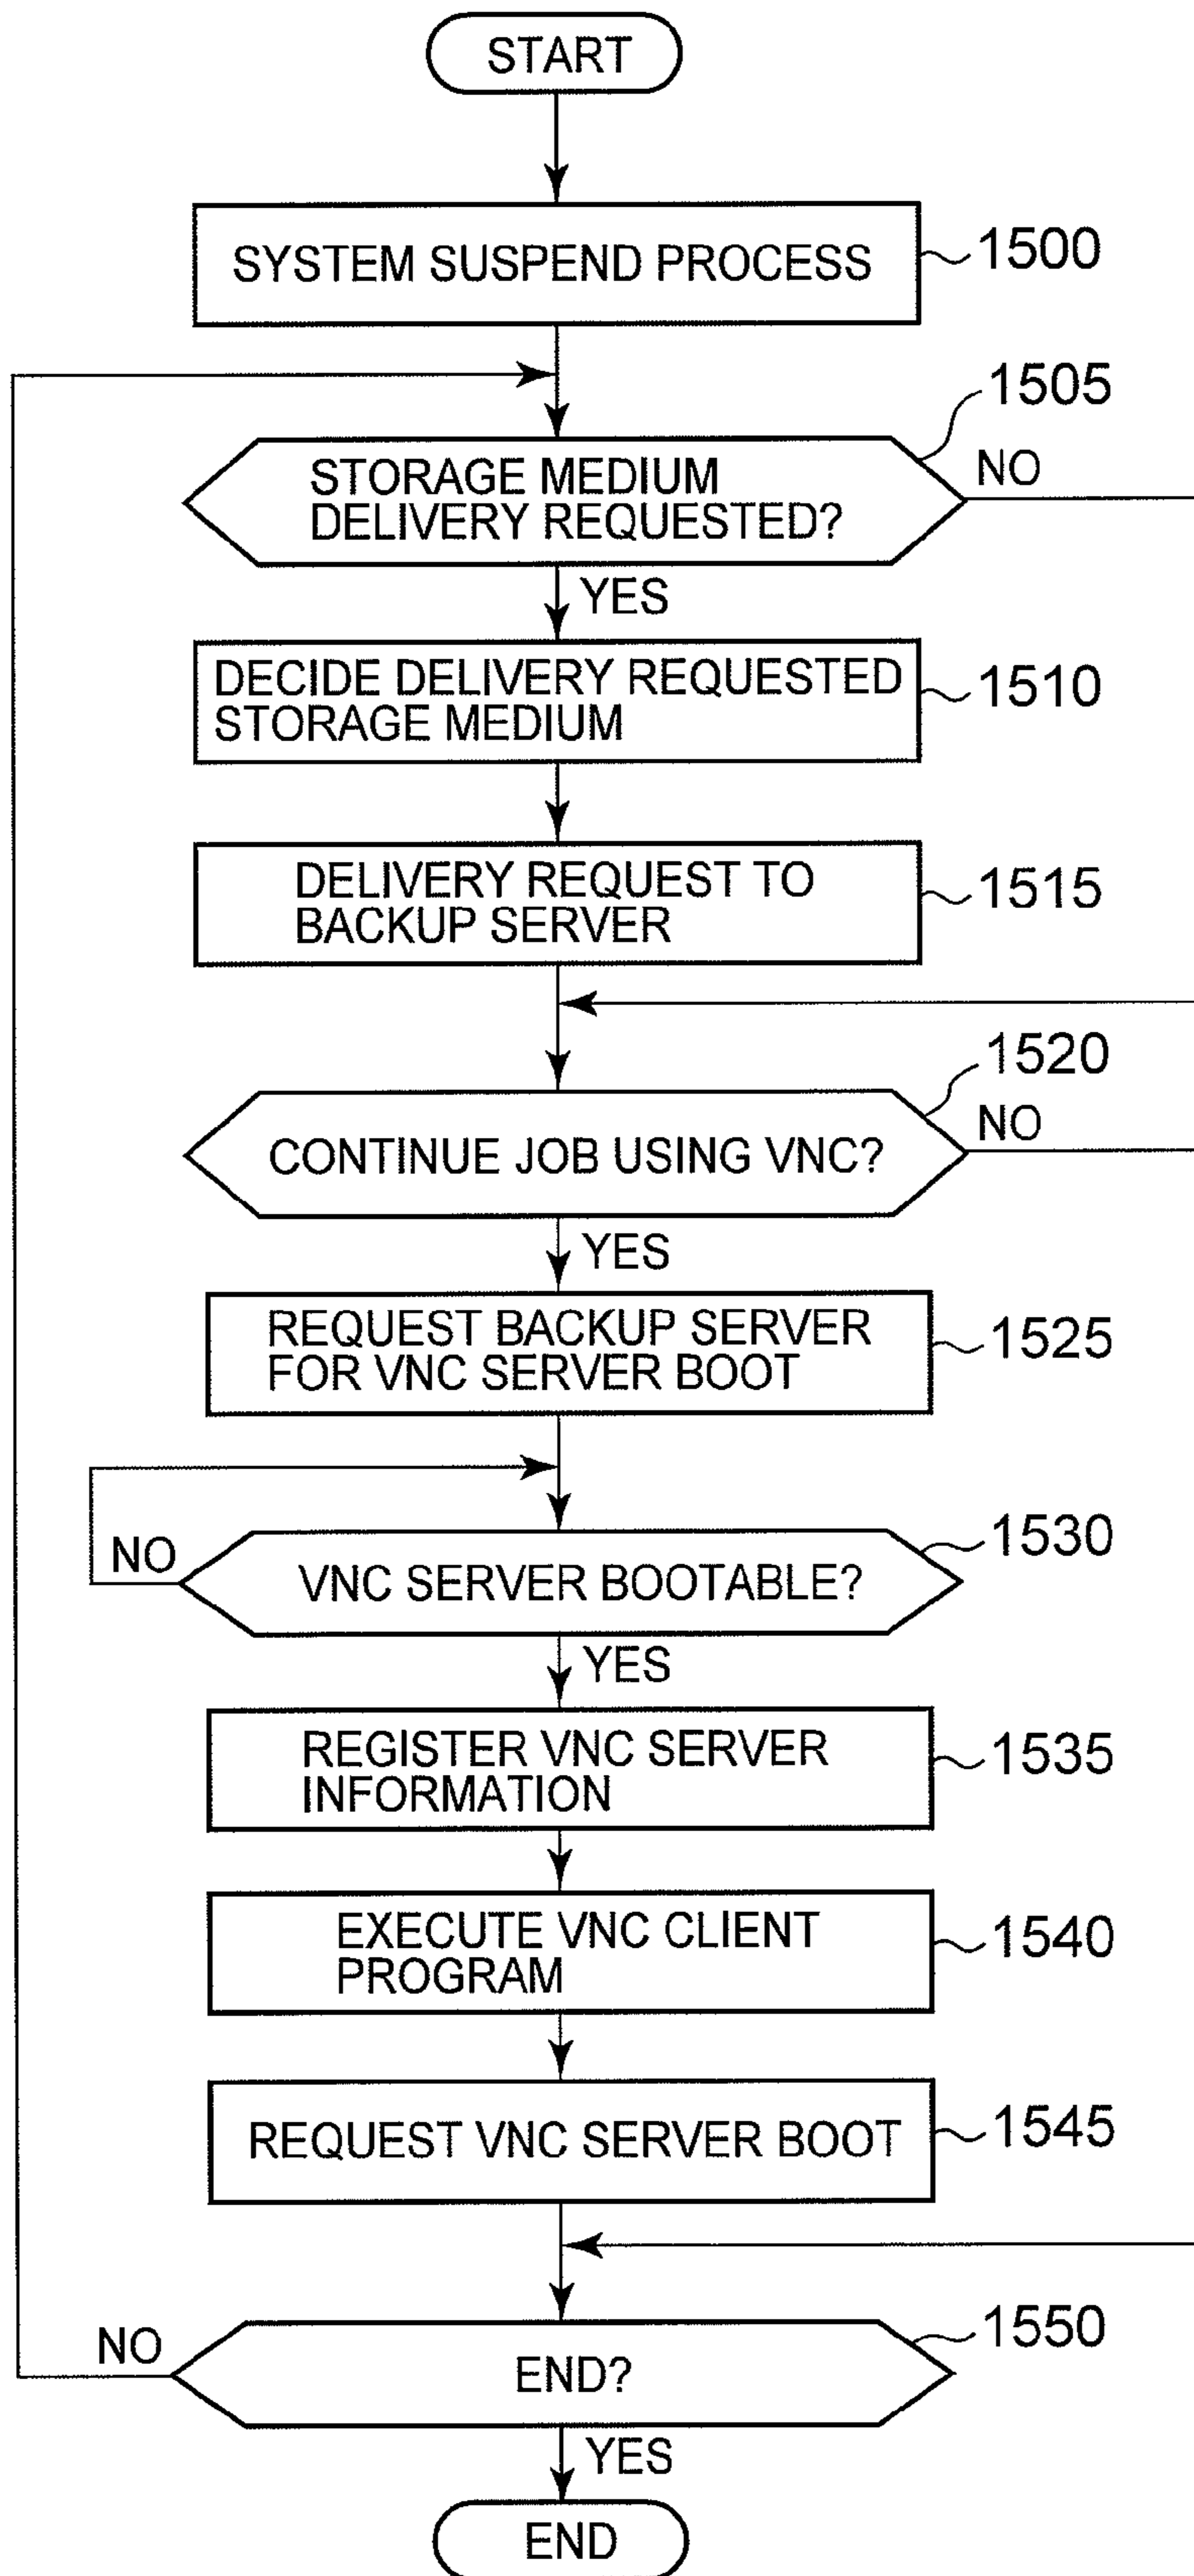 START
SYSTEM SUSPEND PROCESS
1500
1505
STORAGE MEDIUM
DELIVERY REQUESTED?
NO
YES
DECIDE DELIVERY REQUESTED
STORAGE MEDIUM
1510
DELIVERY REQUEST TO
BACKUP SERVER
1515
1520
CONTINUE JOB USING VNC?
NO
YES
REQUEST BACKUP SERVER
FOR VNC SERVER BOOT
1525
1530
NO
VNC SERVER BOOTABLE?
YES
REGISTER VNC SERVER
INFORMATION
1535
EXECUTE VNC CLIENT
PROGRAM
1540
REQUEST VNC SERVER BOOT
1545
1550
NO
END?
YES
END